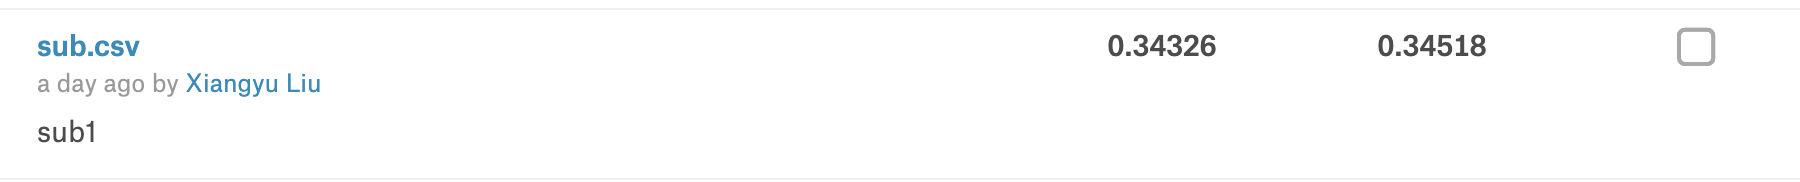 sub.csv 0.34326 0.34518
a day ago by Xiangyu Liu
sub1